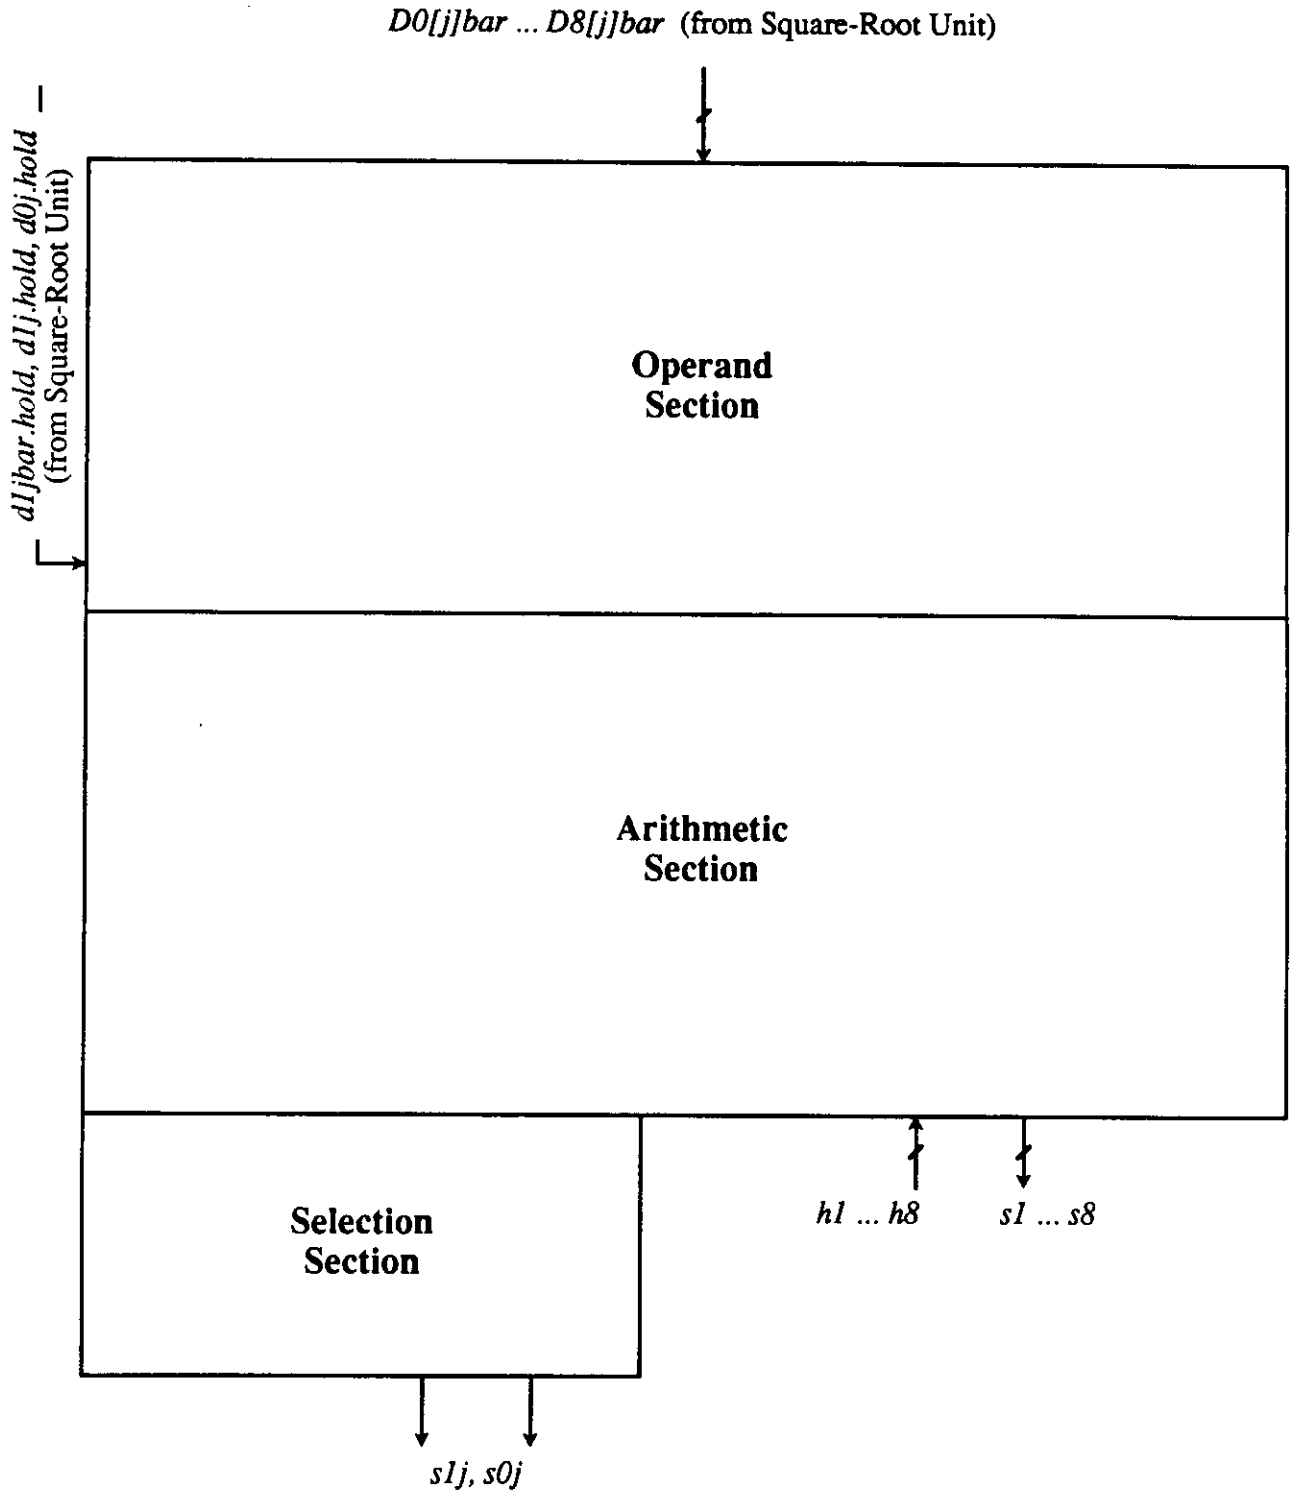 D0[j]bar ... D8[j]bar (from Square-Root Unit)
d1jbar.hold, d1j.hold, d0j.hold
(from Square-Root Unit)
Operand
Section
Arithmetic
Section
Selection
Section
h1 ... h8
s1 ... s8
s1j, s0j